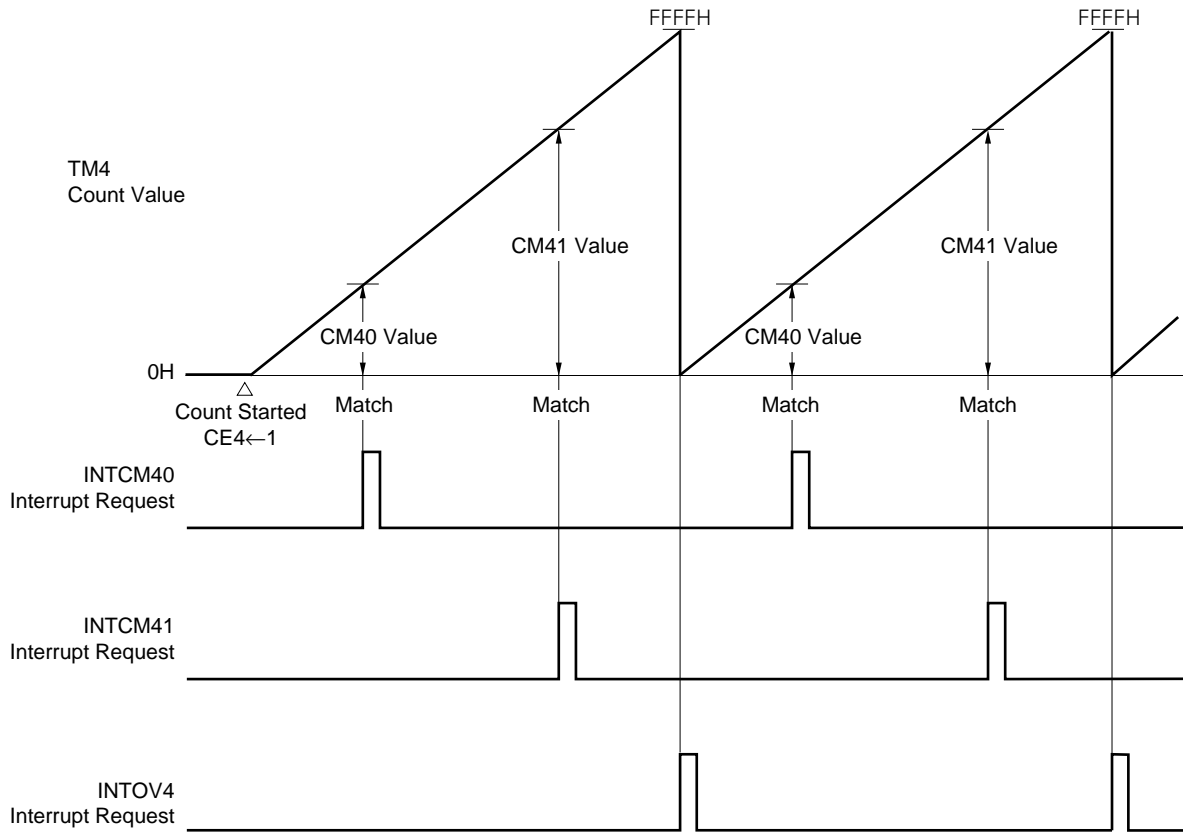 FFFFH
FFFFH
TM4
Count Value
CM41 Value
CM41 Value
CM40 Value
CM40 Value
0H
△
Count Started
CE4←1
Match
Match
Match
Match
INTCM40
Interrupt Request
INTCM41
Interrupt Request
INTOV4
Interrupt Request